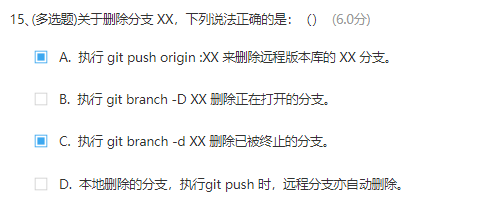 15、(多选题)关于删除分支 XX，下列说法正确的是：（） (6.0分)
A. 执行 git push origin :XX 来删除远程版本库的 XX 分支。
B. 执行 git branch -D XX 删除正在打开的分支。
C. 执行 git branch -d XX 删除已被终止的分支。
D. 本地删除的分支，执行git push 时，远程分支亦自动删除。